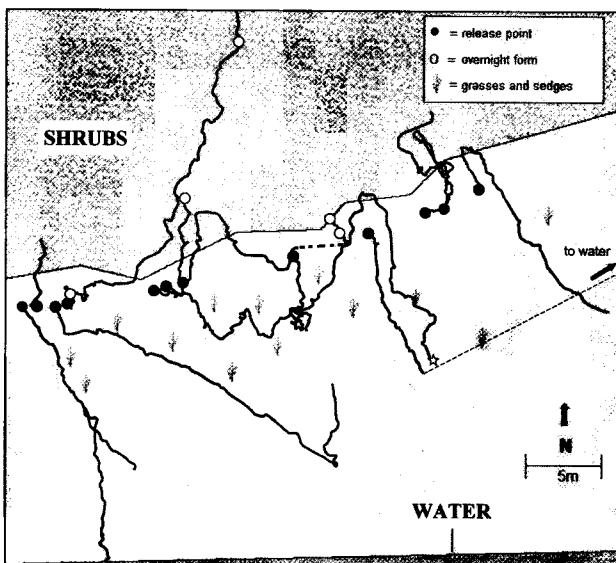 = release point
= overnight form
= grasses and sedges
SHRUBS
to water
N
5m
WATER